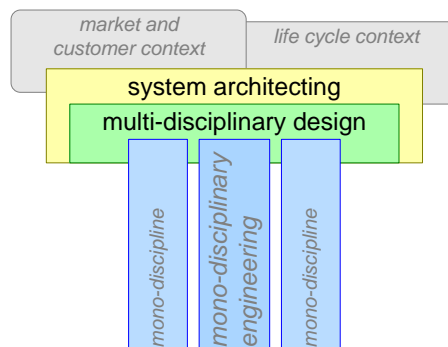 market and
customer context
life cycle context
system architecting
multi-disciplinary design
mono-discipline
mono-disciplinary
engineering
mono-discipline